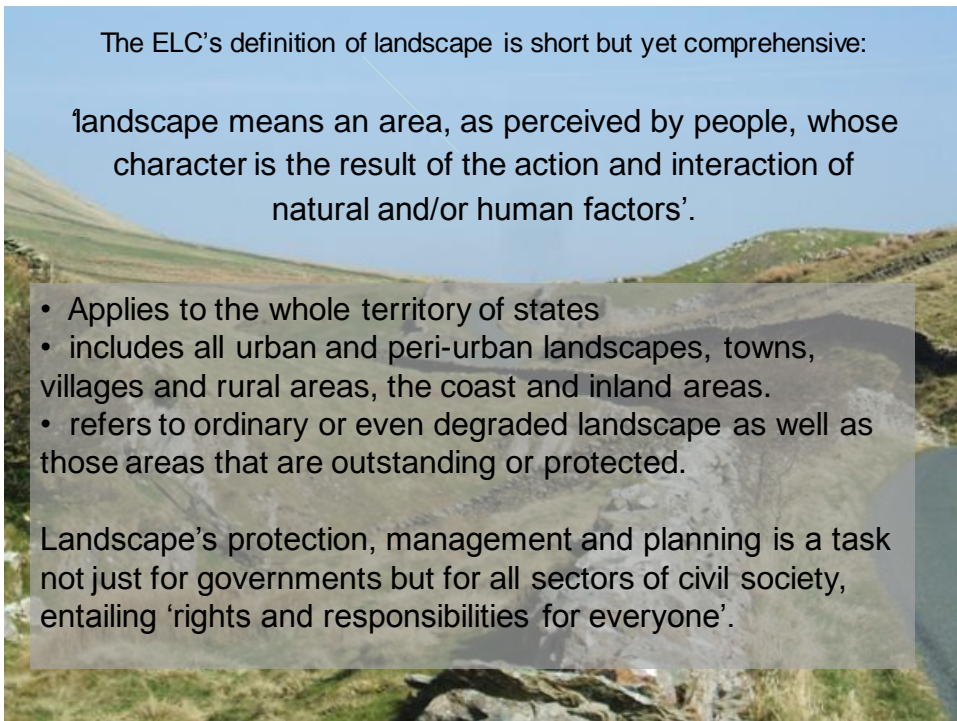 The ELC’s definition of landscape is short but yet comprehensive:
‘landscape means an area, as perceived by people, whose
character is the result of the action and interaction of
natural and/or human factors’.
• Applies to the whole territory of states
• includes all urban and peri-urban landscapes, towns,
villages and rural areas, the coast and inland areas.
• refers to ordinary or even degraded landscape as well as
those areas that are outstanding or protected.
Landscape’s protection, management and planning is a task
not just for governments but for all sectors of civil society,
entailing ‘rights and responsibilities for everyone’.